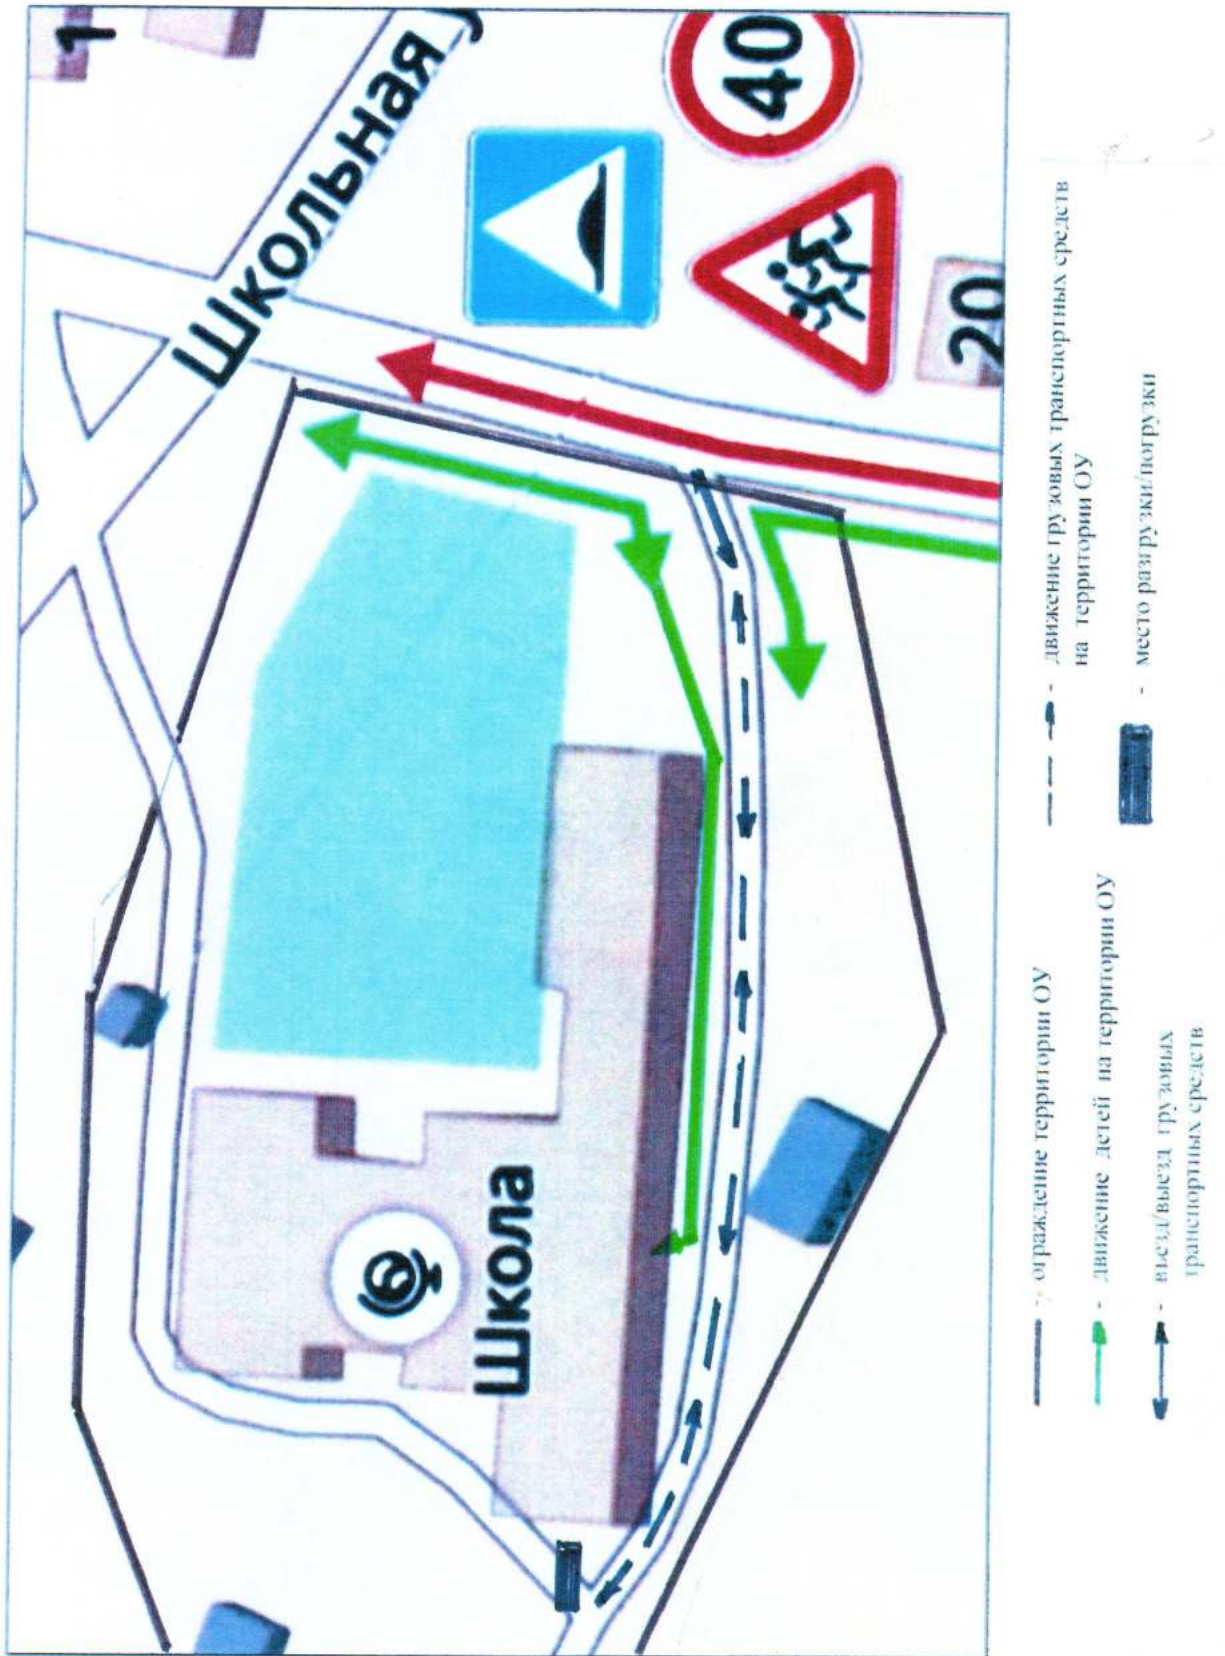 1
Школьная у
40
20
Школа
ограждение территории ОУ
- движение детей на территории ОУ
- въезд/выезд грузовых
транспортных средств
- движение грузовых транспортных средств
на территории ОУ
- место разгрузки/погрузки